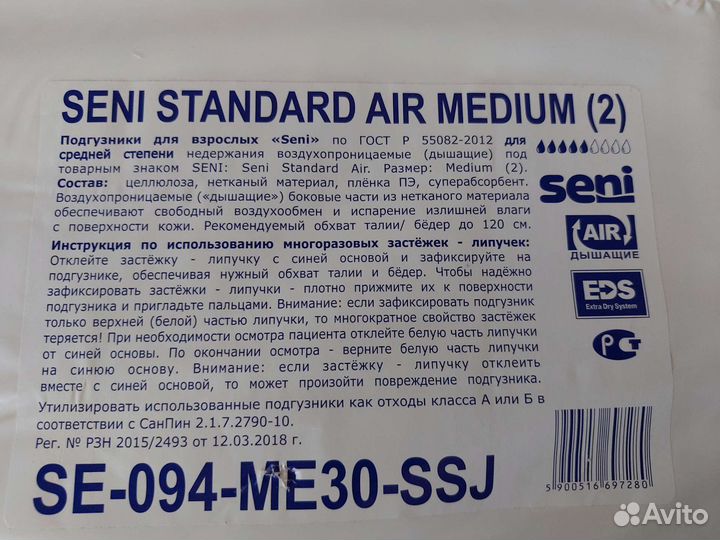 SENI STANDARD AIR MEDIUM (2)
Подгузники для взрослых «Seni» по ГОСТ Р 55082-2012 для
средней степени недержания воздухопроницаемые (дышащие) под
товарным знаком SENI: Seni Standard Air. Размер: Medium (2).
Состав: целлюлоза, нетканый материал, плёнка ПЭ, суперабсорбент.
Воздухопроницаемые («дышащие») боковые части из нетканого материала
обеспечивают свободный воздухообмен и испарение излишней влаги
с поверхности кожи. Рекомендуемый обхват талии/ бёдер до 120 см.
seni
AIR
ДЫШАЩИЕ
EDS
Extra Dry System
РСТ
Инструкция по использованию многоразовых застёжек - липучек:
Отклейте застёжку - липучку с синей основой и зафиксируйте на
подгузнике, обеспечивая нужный обхват талии и бёдер. Чтобы надёжно
зафиксировать застёжки - липучки - плотно прижмите их к поверхности
подгузника и пригладьте пальцами. Внимание: если зафиксировать подгузник
только верхней (белой) частью липучки, то многократное свойство застёжек
теряется! При необходимости осмотра пациента отклейте белую часть липучки
от синей основы. По окончании осмотра - верните белую часть липучки
на синюю основу. Внимание: если застёжку - липучку отклеить
вместе с синей основой, то может произойти повреждение подгузника.
Утилизировать использованные подгузники как отходы класса А или Б в
соответствии с СанПин 2.1.7.2790-10.
Рег. № РЗН 2015/2493 от 12.03.2018 г.
SE-094-ME30-SSJ
5 900516 697280
Avito